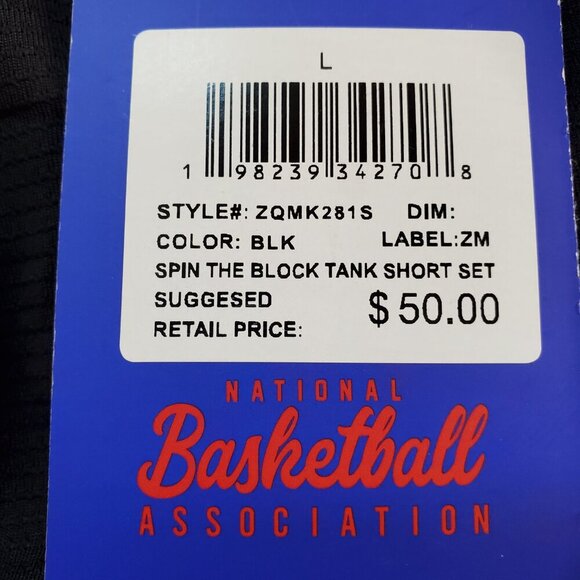 L
1 98239 34270 8
STYLE#: ZQMK281S DIM:
COLOR: BLK LABEL:ZM
SPIN THE BLOCK TANK SHORT SET
SUGGESED
RETAIL PRICE: $50.00
NATIONAL
Basketball
ASSOCIATION